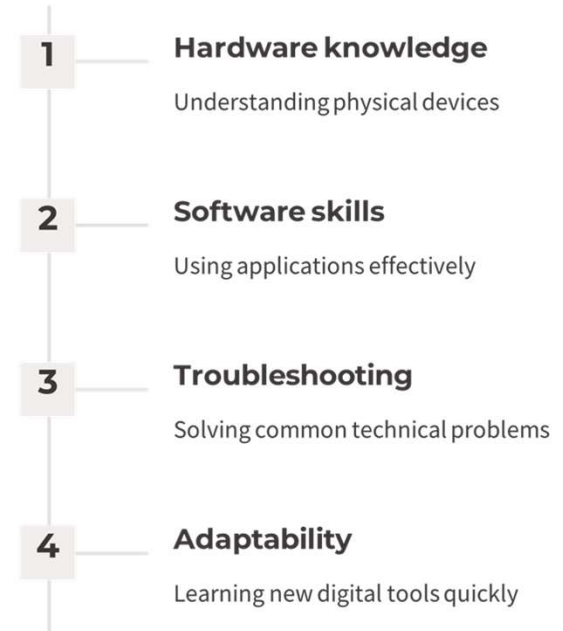 1
Hardware knowledge
Understanding physical devices
2
Software skills
Using applications effectively
3
Troubleshooting
Solving common technical problems
4
Adaptability
Learning new digital tools quickly